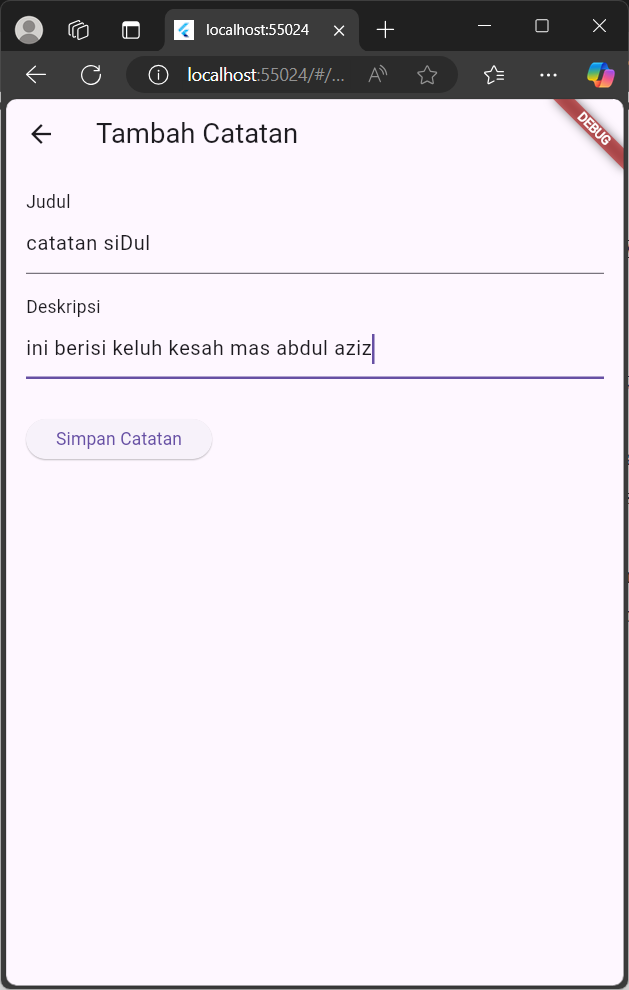 localhost:55024
localhost:55024/#/...
Tambah Catatan
DEBUG
Judul
catatan siDul
Deskripsi
ini berisi keluh kesah mas abdul aziz
Simpan Catatan